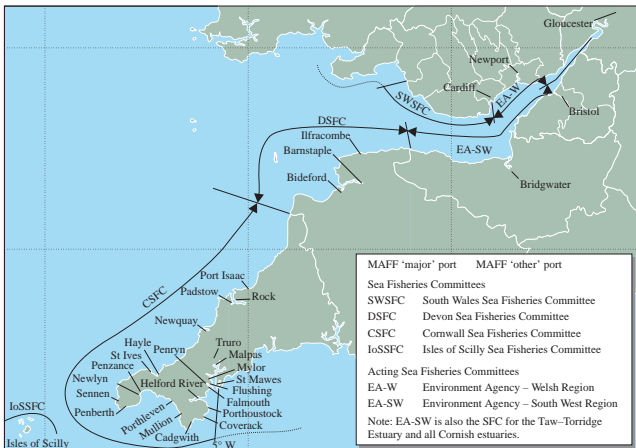 Gloucester
Newport
Cardiff
SWSFC
EA-W
Bristol
DSFC
Ilfracombe
EA-SW
Barnstaple
Bideford
Bridgwater
CSFC
Port Isaac
Padstow
Rock
Newquay
Truro
Hayle
Malpas
St Ives
Penryn
Mylor
Penzance
St Mawes
Newlyn
Helford River
Flushing
Sennen
Falmouth
Porthleven
Porthoustock
Penberth
Mullion
Coverack
Cadgwith
5° W
IoSSFC
Isles of Scilly
MAFF ‘major’ port MAFF ‘other’ port
Sea Fisheries Committees
SWSFC South Wales Sea Fisheries Committee
DSFC Devon Sea Fisheries Committee
CSFC Cornwall Sea Fisheries Committee
IoSSFC Isles of Scilly Sea Fisheries Committee
Acting Sea Fisheries Committees
EA-W Environment Agency – Welsh Region
EA-SW Environment Agency – South West Region
Note: EA-SW is also the SFC for the Taw–Torridge
Estuary and all Cornish estuaries.